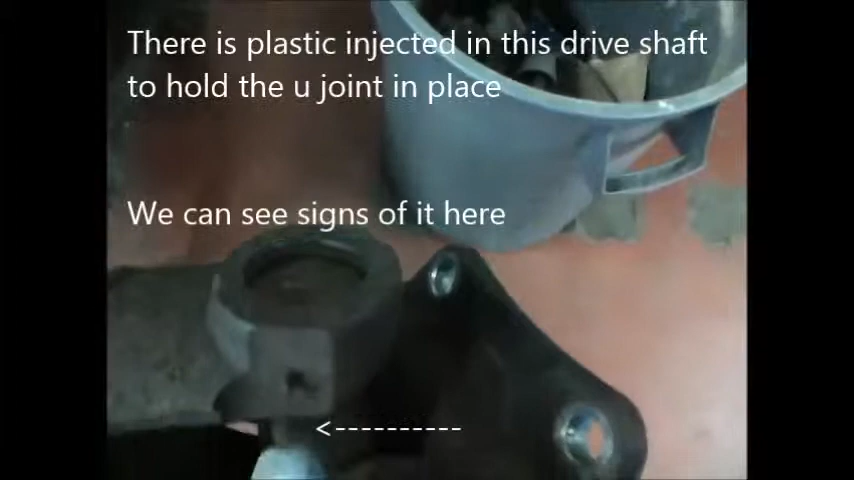 There is plastic injected in this drive shaft
to hold the u joint in place
We can see signs of it here
<----------